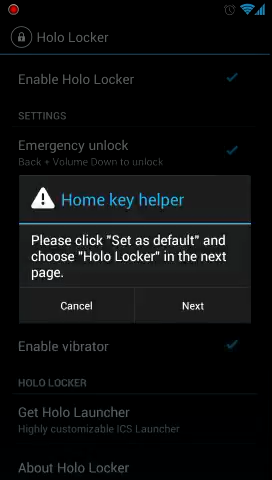 Holo Locker
Enable Holo Locker
SETTINGS
Emergency unlock
Back + Volume Down to unlock
Home key helper
Please click "Set as default" and
choose "Holo Locker" in the next
page.
Cancel
Next
Enable vibrator
HOLO LOCKER
Get Holo Launcher
Highly customizable ICS Launcher
About Holo Locker